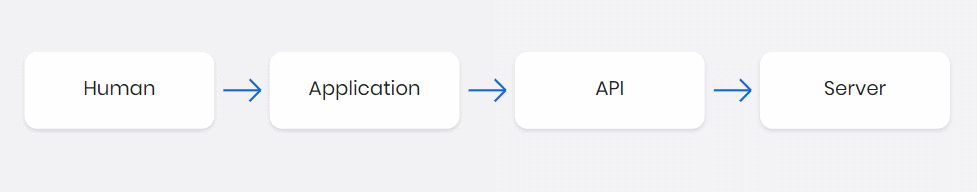 Human
Application
API
Server